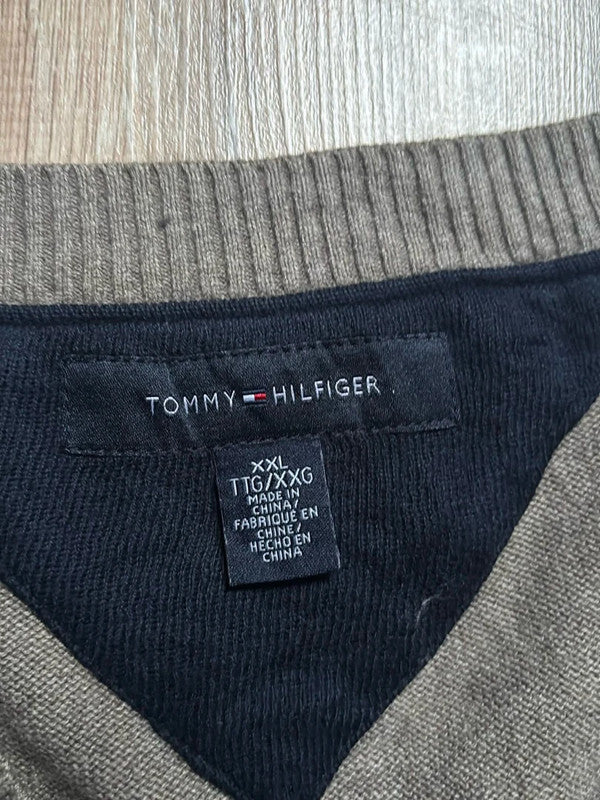 TOMMY HILFIGER
XXL
TTG/XXG
MADE IN
CHINA/
FABRIQUÉ EN
CHINE/
HECHO EN
CHINA